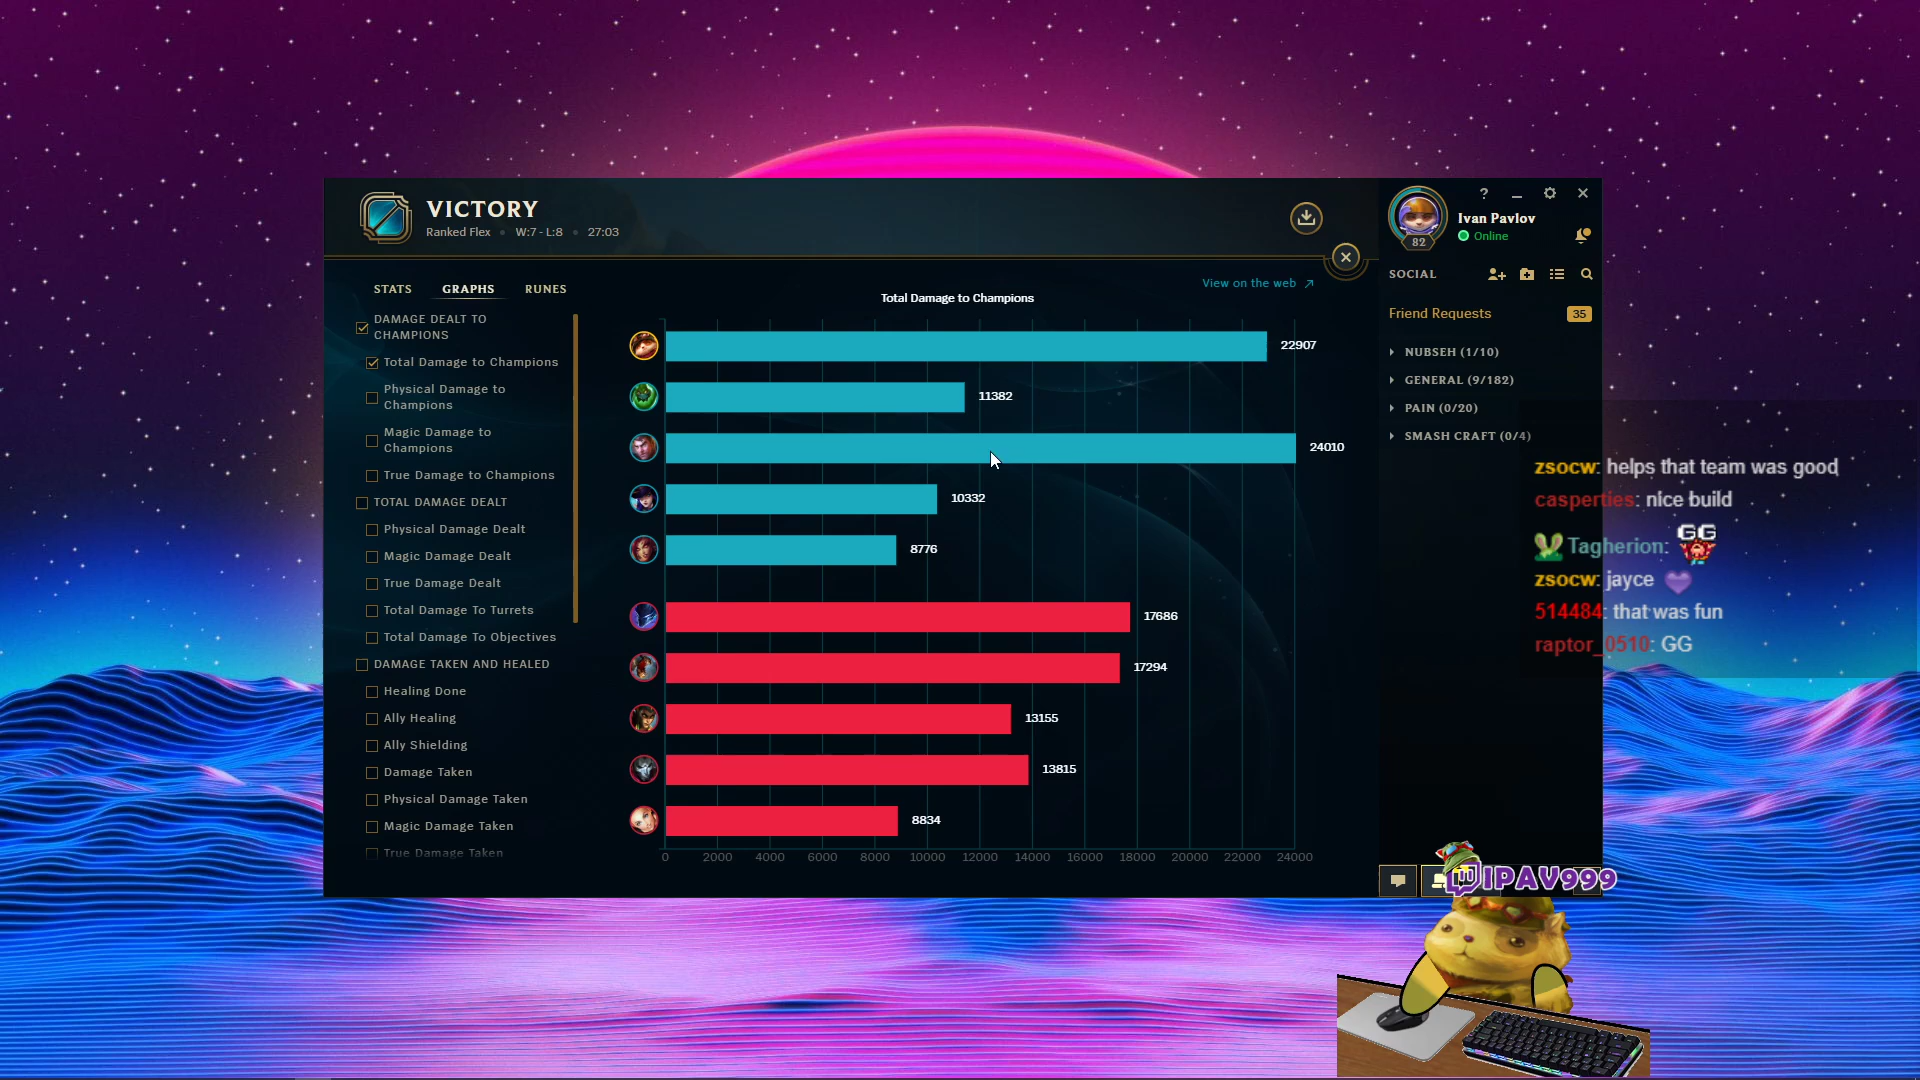 VICTORY
Ranked Flex • W:7 - L:8 • 27:03
STATS GRAPHS RUNES
DAMAGE DEALT TO
CHAMPIONS
Total Damage to Champions
Physical Damage to
Champions
Magic Damage to
Champions
True Damage to Champions
TOTAL DAMAGE DEALT
Physical Damage Dealt
Magic Damage Dealt
True Damage Dealt
Total Damage To Turrets
Total Damage To Objectives
DAMAGE TAKEN AND HEALED
Healing Done
Ally Healing
Ally Shielding
Damage Taken
Physical Damage Taken
Magic Damage Taken
True Damage Taken
View on the web
Total Damage to Champions
22907
11382
24010
10332
8776
17686
17294
13155
13815
8834
0 2000 4000 6000 8000 10000 12000 14000 16000 18000 20000 22000 24000
?
Ivan Pavlov
Online
82
SOCIAL
Friend Requests 35
NUBSEH (1/10)
GENERAL (9/182)
PAIN (0/20)
SMASH CRAFT (0/4)
zsocw: helps that team was good
casperties: nice build
Tagherion: GG
zsocw: jayce
514484: that was fun
raptor_0510: GG
IPAV999